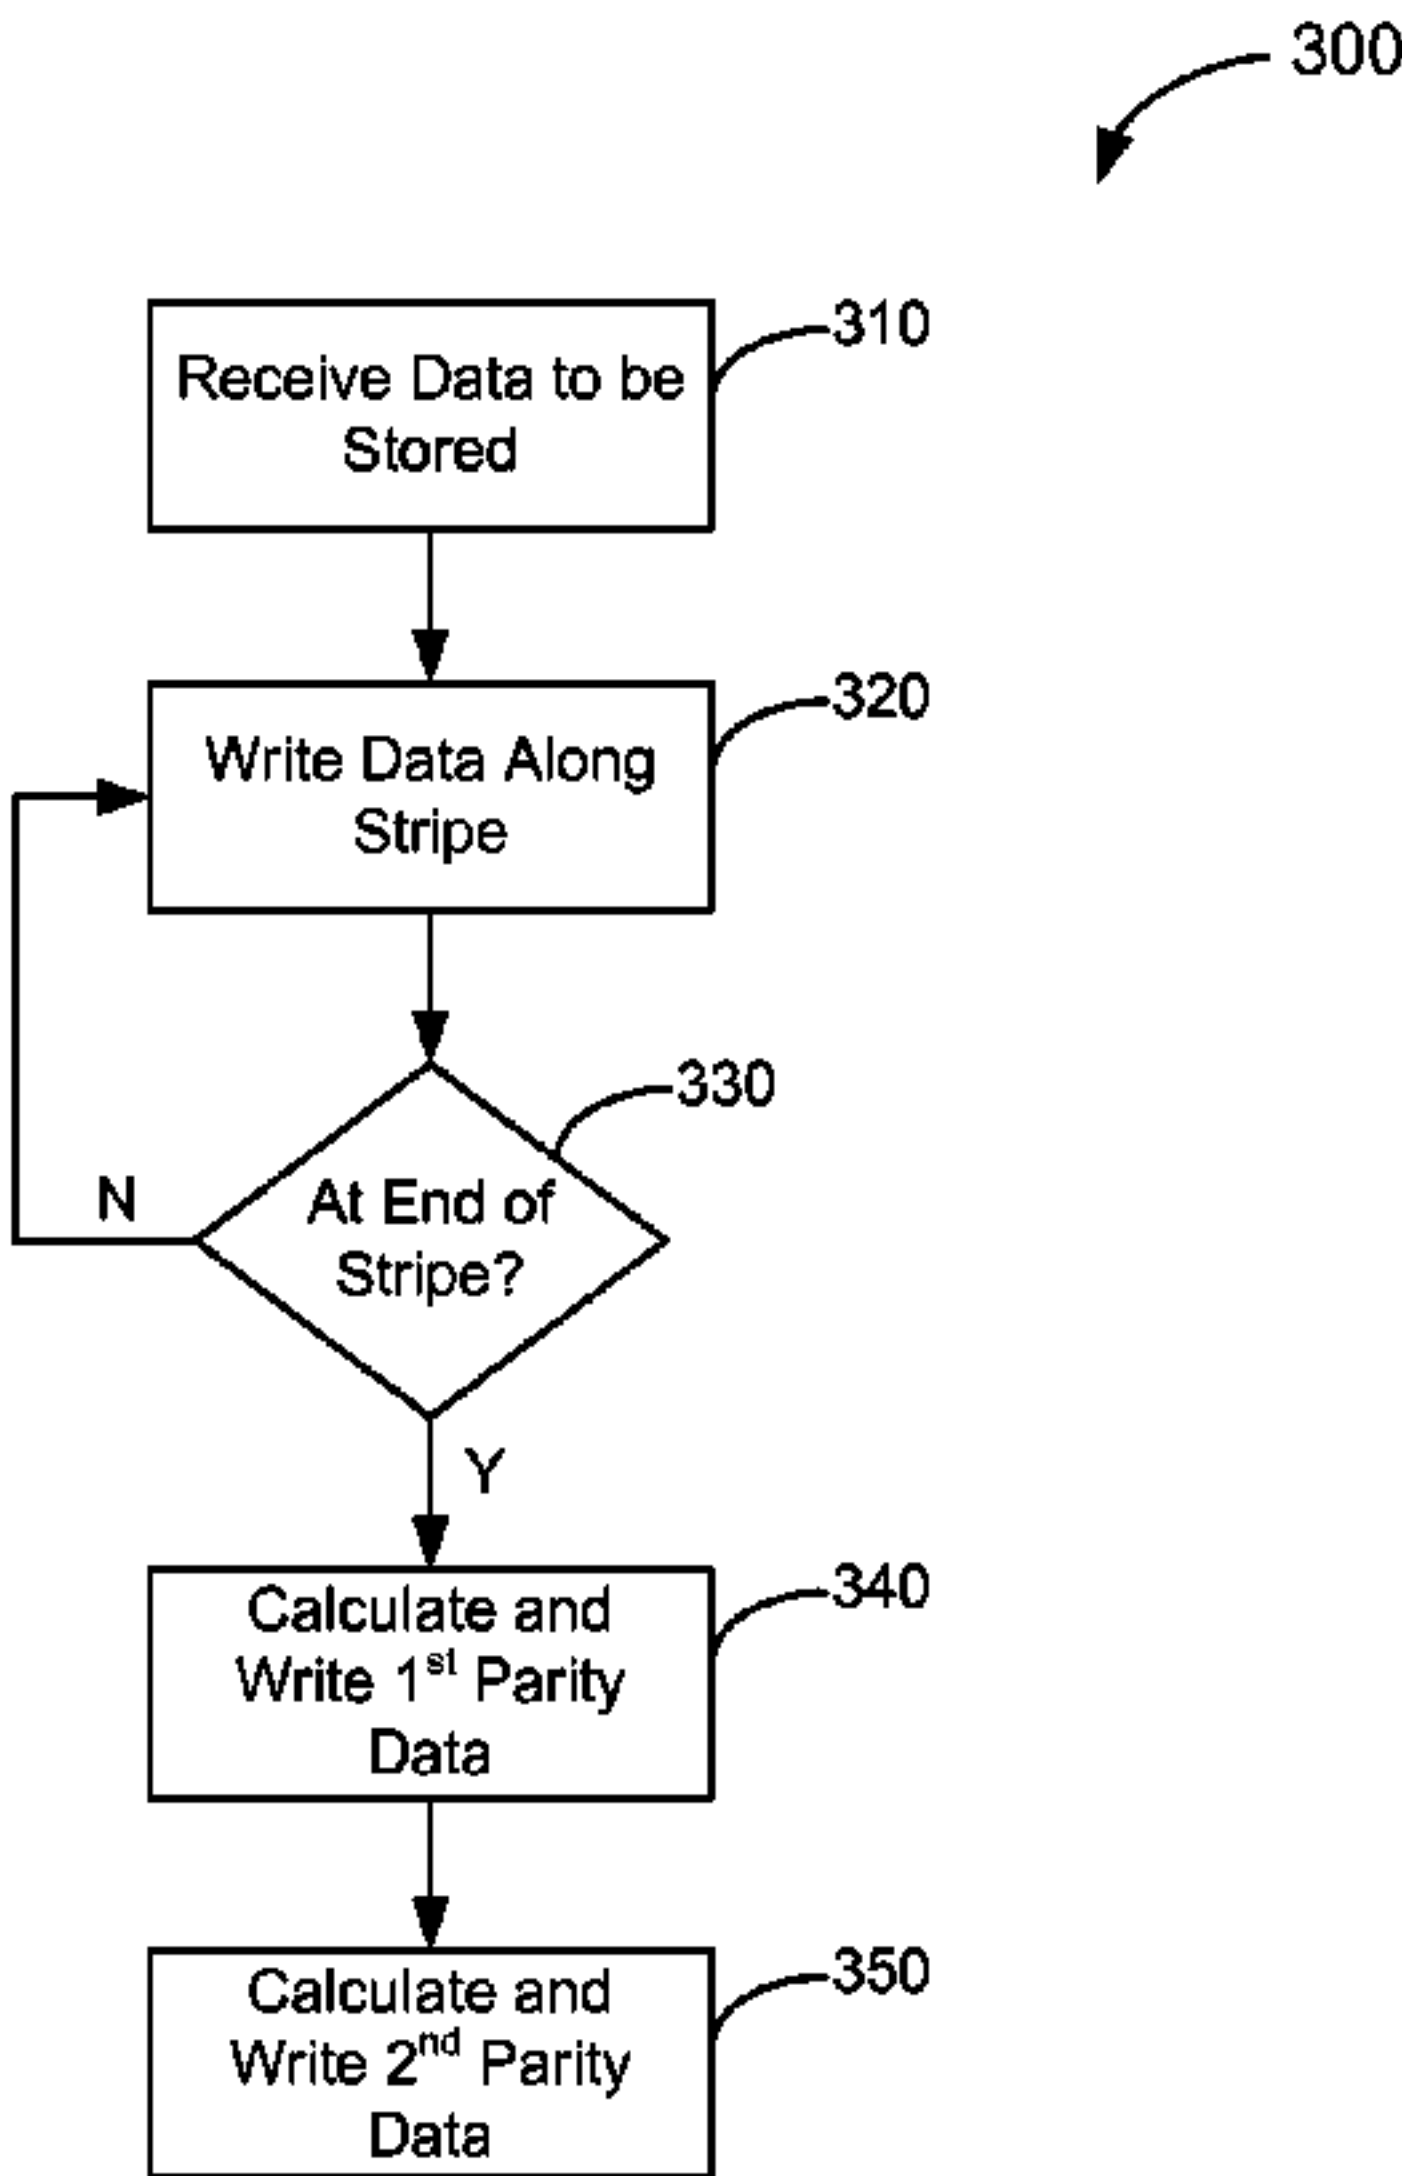 300
310
Receive Data to be
Stored
320
Write Data Along
Stripe
330
N
At End of
Stripe?
Y
340
Calculate and
Write 1st Parity
Data
350
Calculate and
Write 2nd Parity
Data